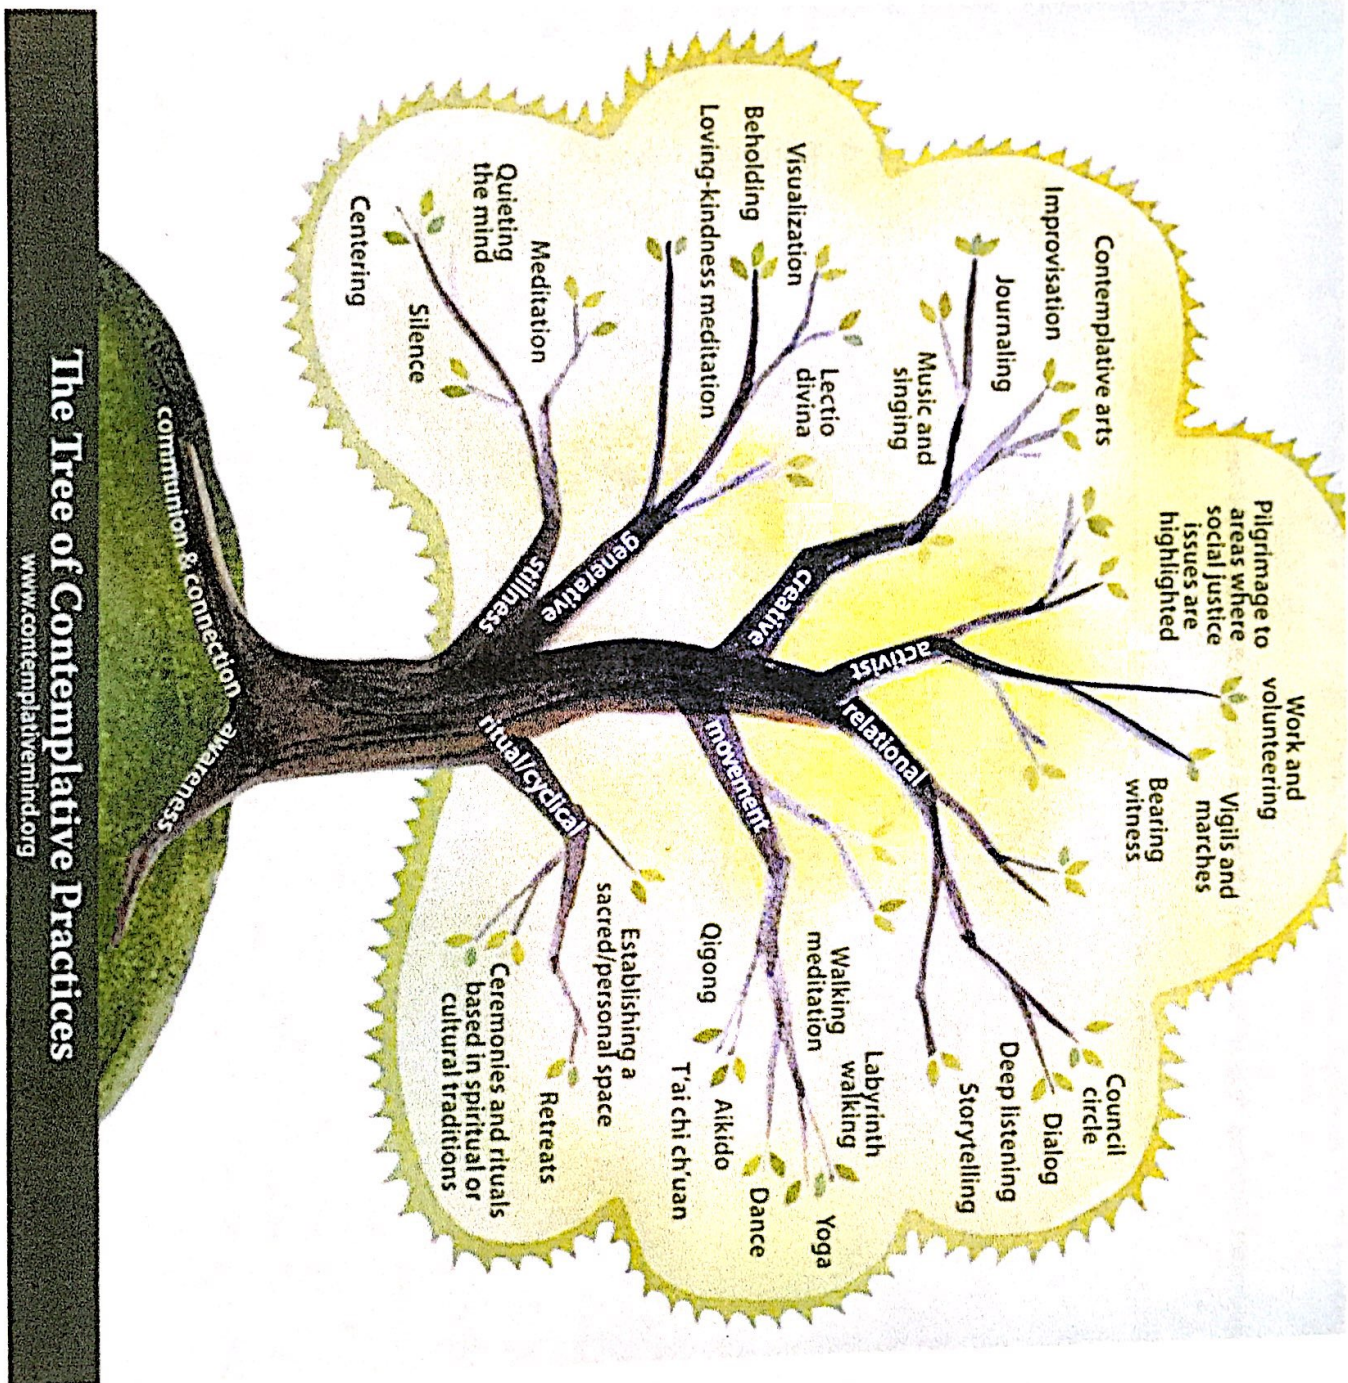 Work and
volunteering
Pilgrimage to
areas where
social justice
issues are
highlighted
Vigils and
marches
Bearing
witness
Contemplative arts
Improvisation
Journaling
Music and
singing
Council
circle
Dialog
Deep listening
Storytelling
activist
relational
creative
movement
Labyrinth
walking
Walking
meditation
Yoga
Dance
Aikido
T'ai chi ch'uan
Qigong
Visualization
Beholding
Loving-kindness meditation
Lectio
divina
generative
stillness
Meditation
Quieting
the mind
Silence
Centering
ritual/cyclical
Establishing a
sacred/personal space
Retreats
Ceremonies and rituals
based in spiritual or
cultural traditions
communion & connection
awareness
The Tree of Contemplative Practices
www.contemplativemind.org